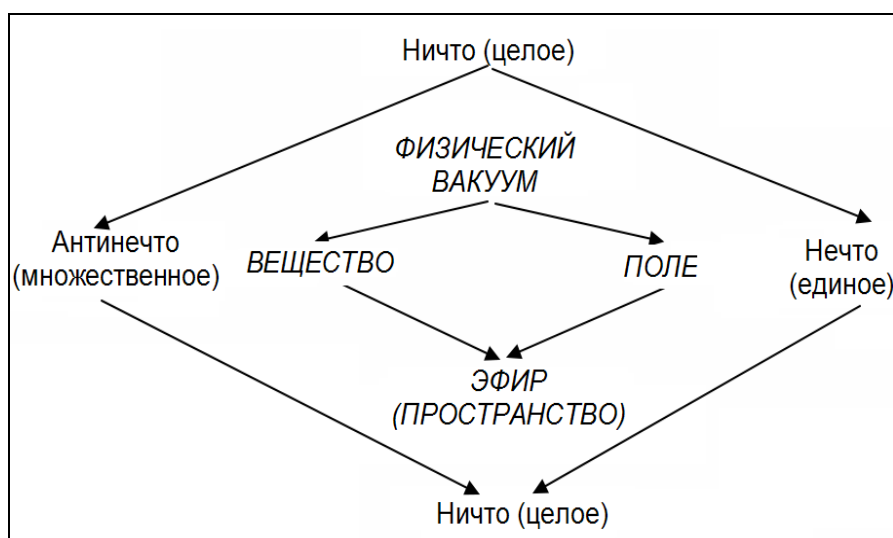 Ничто (целое)
ФИЗИЧЕСКИЙ
ВАКУУМ
Антинечто
(множественное)
ВЕЩЕСТВО
ПОЛЕ
Нечто
(единое)
ЭФИР
(ПРОСТРАНСТВО)
Ничто (целое)